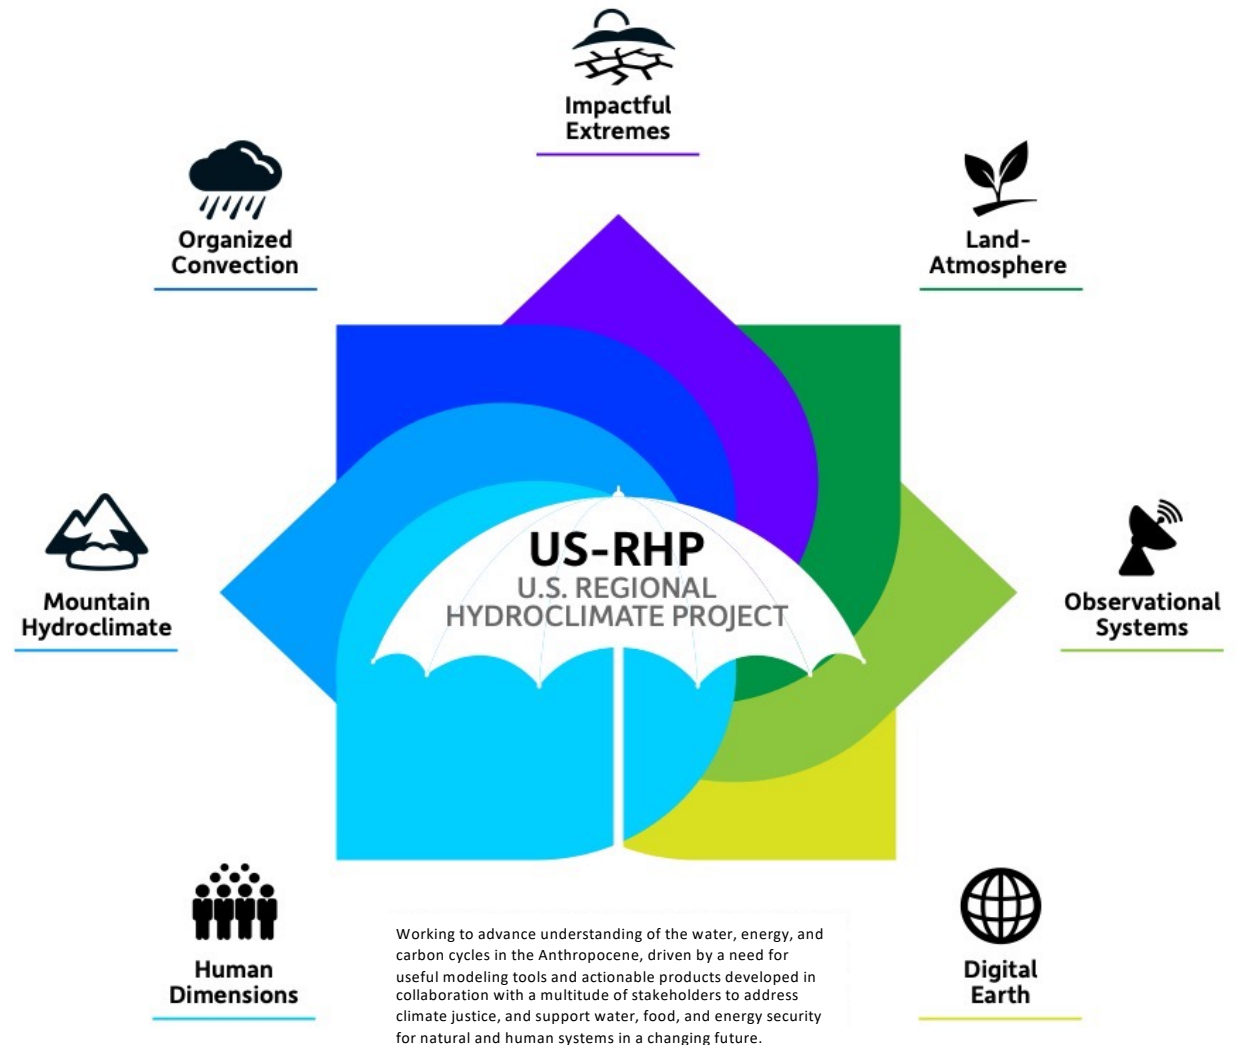 Impactful
Extremes
Organized
Convection
Land-
Atmosphere
US-RHP
U.S. REGIONAL
HYDROCLIMATE PROJECT
Mountain
Hydroclimate
Observational
Systems
Human
Dimensions
Digital
Earth
Working to advance understanding of the water, energy, and
carbon cycles in the Anthropocene, driven by a need for
useful modeling tools and actionable products developed in
collaboration with a multitude of stakeholders to address
climate justice, and support water, food, and energy security
for natural and human systems in a changing future.